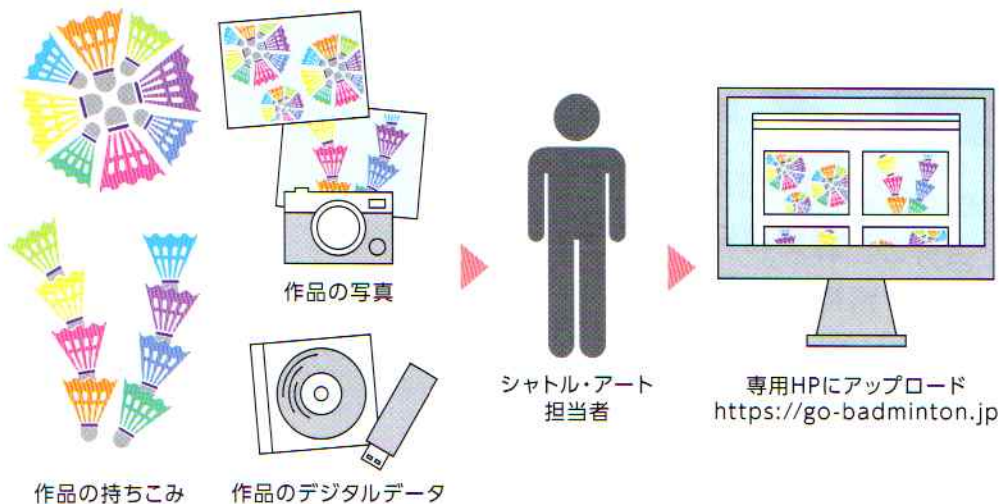 作品の写真
作品の持ちこみ
作品のデジタルデータ
シャトル・アート
担当者
専用HPにアップロード
https://go-badminton.jp